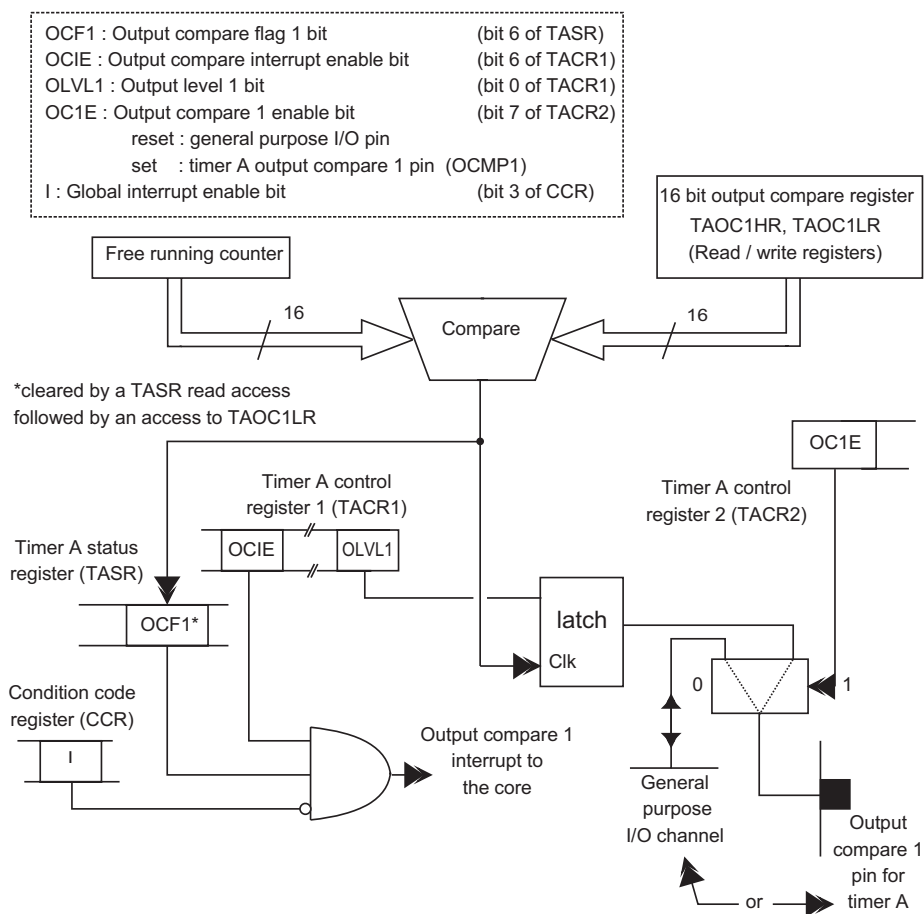 OCF1 : Output compare flag 1 bit (bit 6 of TASR)
OCIE : Output compare interrupt enable bit (bit 6 of TACR1)
OLVL1 : Output level 1 bit (bit 0 of TACR1)
OC1E : Output compare 1 enable bit (bit 7 of TACR2)
reset : general purpose I/O pin
set : timer A output compare 1 pin (OCMP1)
I : Global interrupt enable bit (bit 3 of CCR)
16 bit output compare register
TAOC1HR, TAOC1LR
(Read / write registers)
Free running counter
16
Compare
16
*cleared by a TASR read access
followed by an access to TAOC1LR
OC1E
Timer A control
register 1 (TACR1)
Timer A control
register 2 (TACR2)
OCIE
OLVL1
Timer A status
register (TASR)
OCF1*
latch
Clk
0
1
Condition code
register (CCR)
I
Output compare 1
interrupt to
the core
General
purpose
I/O channel
Output
compare 1
pin for
timer A
or